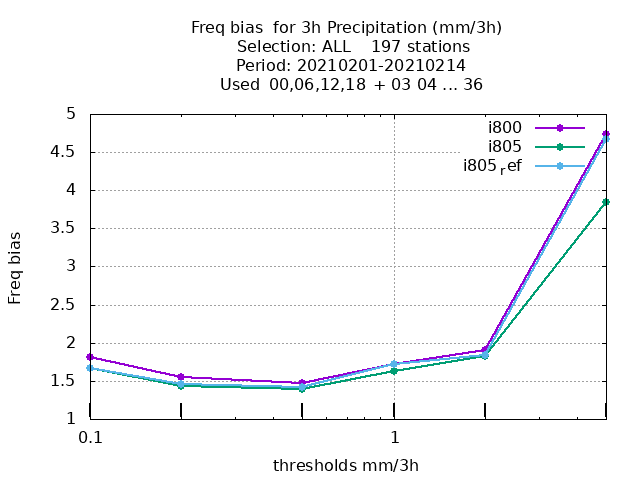 Freq bias  for 3h Precipitation (mm/3h)
Selection: ALL    197 stations
Period: 20210201-20210214
Used 00,06,12,18 + 03 04 ... 36
i800
i805
i805ref
5
4.5
4
3.5
3
2.5
2
1.5
1
Freq bias
0.1
1
thresholds mm/3h